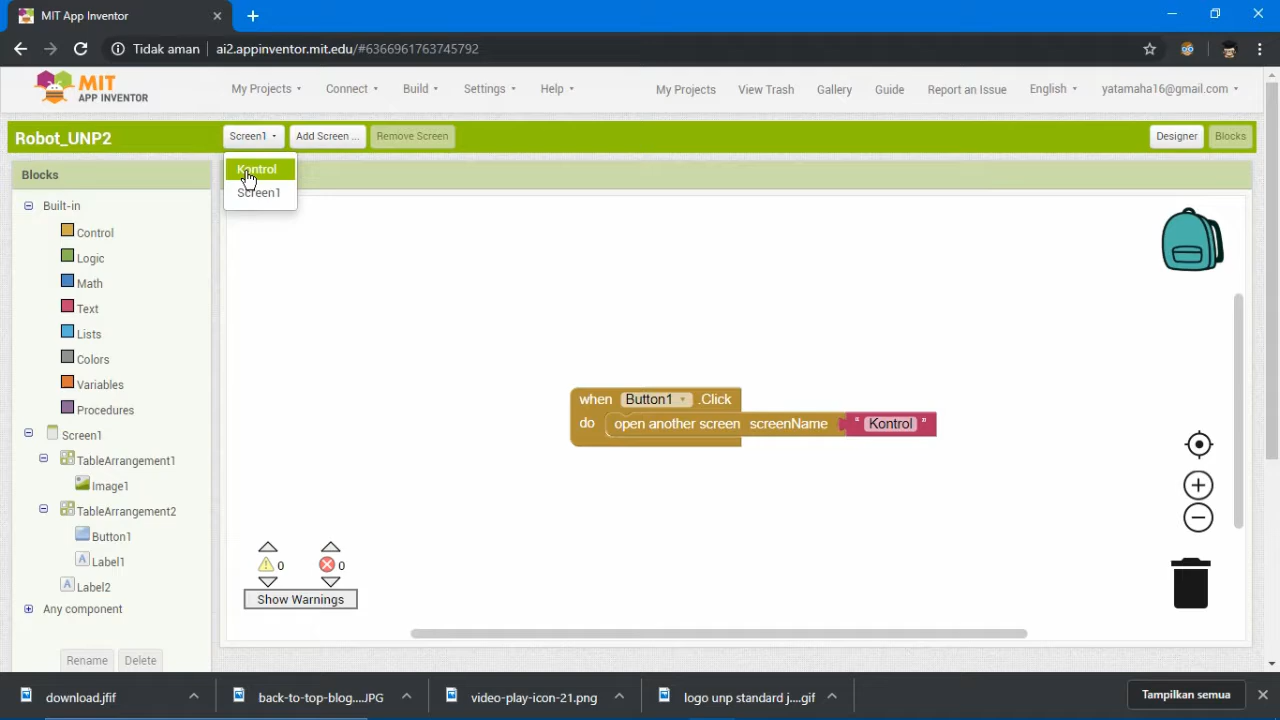 MIT App Inventor
Tidak aman
ai2.appinventor.mit.edu/#6366961763745792
MIT
APP INVENTOR
My Projects
Connect
Build
Settings
Help
My Projects
View Trash
Gallery
Guide
Report an Issue
English
yatamaha16@gmail.com
Robot_UNP2
Screen1
Add Screen ...
Remove Screen
Designer
Blocks
Kontrol
Screen1
Blocks
Built-in
Control
Logic
Math
Text
Lists
Colors
Variables
Procedures
Screen1
TableArrangement1
Image1
TableArrangement2
Button1
Label1
Label2
Any component
Rename
Delete
when Button1 .Click
do open another screen screenName " Kontrol "
0
0
Show Warnings
download.jfif
back-to-top-blog....JPG
video-play-icon-21.png
logo unp standard j....gif
Tampilkan semua